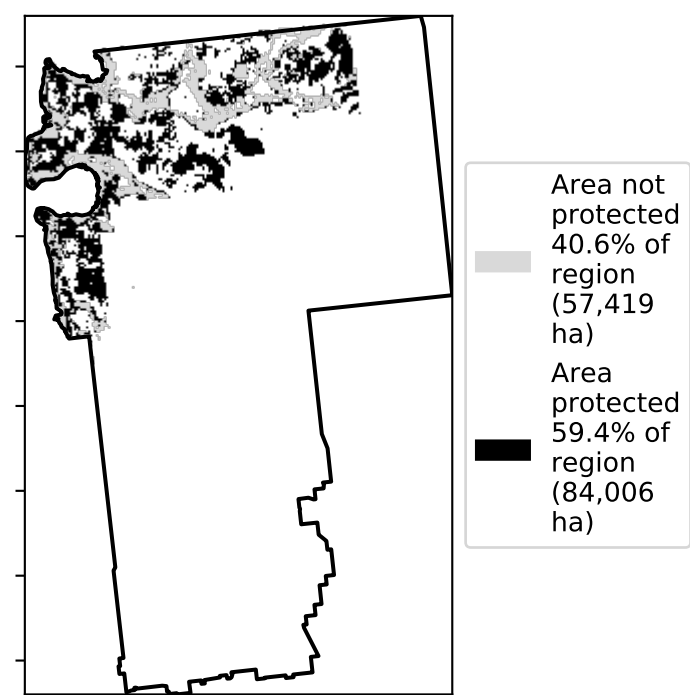 Area not
protected
40.6% of
region
(57,419
ha)
Area
protected
59.4% of
region
(84,006
ha)